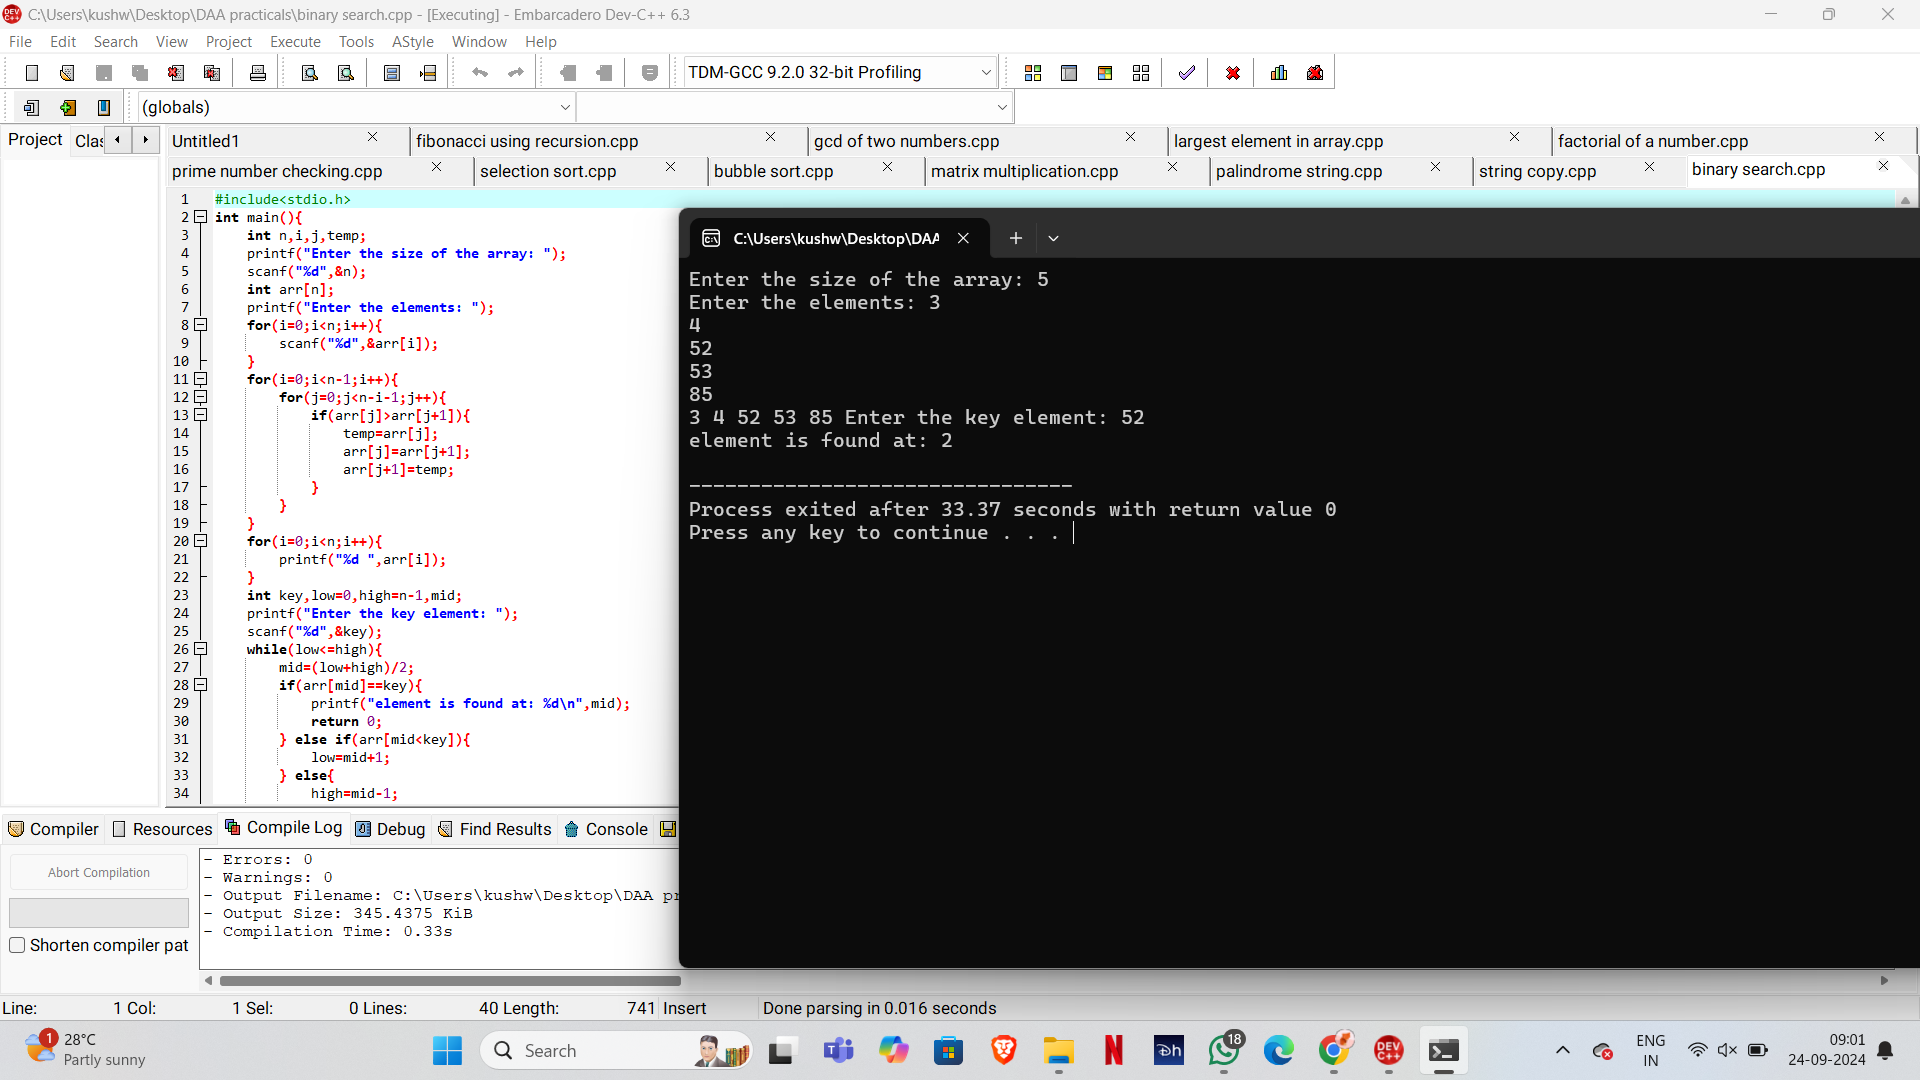 C:\Users\kushw\Desktop\DAA practicals\binary search.cpp - [Executing] - Embarcadero Dev-C++ 6.3
File Edit Search View Project Execute Tools AStyle Window Help
TDM-GCC 9.2.0 32-bit Profiling
(globals)
Project Clas
Untitled1 fibonacci using recursion.cpp gcd of two numbers.cpp largest element in array.cpp factorial of a number.cpp
prime number checking.cpp selection sort.cpp bubble sort.cpp matrix multiplication.cpp palindrome string.cpp string copy.cpp binary search.cpp
1 #include<stdio.h>
2 int main(){
3 int n,i,j,temp;
4 printf("Enter the size of the array: ");
5 scanf("%d",&n);
6 int arr[n];
7 printf("Enter the elements: ");
8 for(i=0;i<n;i++){
9 scanf("%d",&arr[i]);
10 }
11 for(i=0;i<n-1;i++){
12 for(j=0;j<n-i-1;j++){
13 if(arr[j]>arr[j+1]){
14 temp=arr[j];
15 arr[j]=arr[j+1];
16 arr[j+1]=temp;
17 }
18 }
19 }
20 for(i=0;i<n;i++){
21 printf("%d ",arr[i]);
22 }
23 int key,low=0,high=n-1,mid;
24 printf("Enter the key element: ");
25 scanf("%d",&key);
26 while(low<=high){
27 mid=(low+high)/2;
28 if(arr[mid]==key){
29 printf("element is found at: %d\n",mid);
30 return 0;
31 } else if(arr[mid<key]){
32 low=mid+1;
33 } else{
34 high=mid-1;
C:\Users\kushw\Desktop\DAA
Enter the size of the array: 5
Enter the elements: 3
4
52
53
85
3 4 52 53 85 Enter the key element: 52
element is found at: 2
--------------------------------
Process exited after 33.37 seconds with return value 0
Press any key to continue . . .
Compiler Resources Compile Log Debug Find Results Console
Abort Compilation
Shorten compiler pat
- Errors: 0
- Warnings: 0
- Output Filename: C:\Users\kushw\Desktop\DAA pr
- Output Size: 345.4375 KiB
- Compilation Time: 0.33s
Line: 1 Col: 1 Sel: 0 Lines: 40 Length: 741 Insert Done parsing in 0.016 seconds
1
28°C
Partly sunny
Search
18
ENG
IN
09:01
24-09-2024